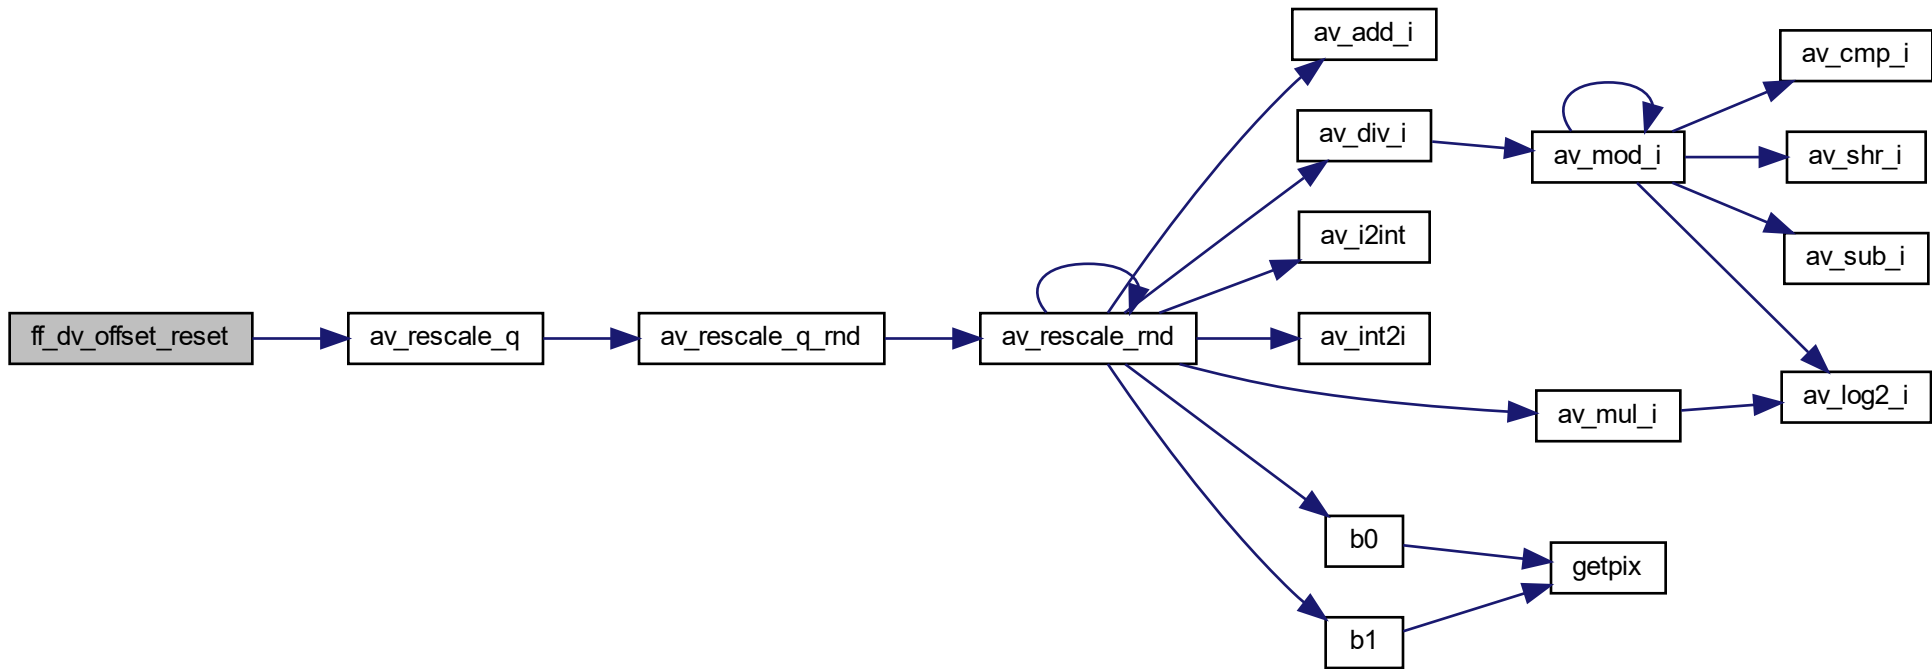 av_add_i
av_cmp_i
av_div_i
av_mod_i
av_shr_i
av_i2int
av_sub_i
ff_dv_offset_reset
av_rescale_q
av_rescale_q_rnd
av_rescale_rnd
av_int2i
av_mul_i
av_log2_i
b0
getpix
b1